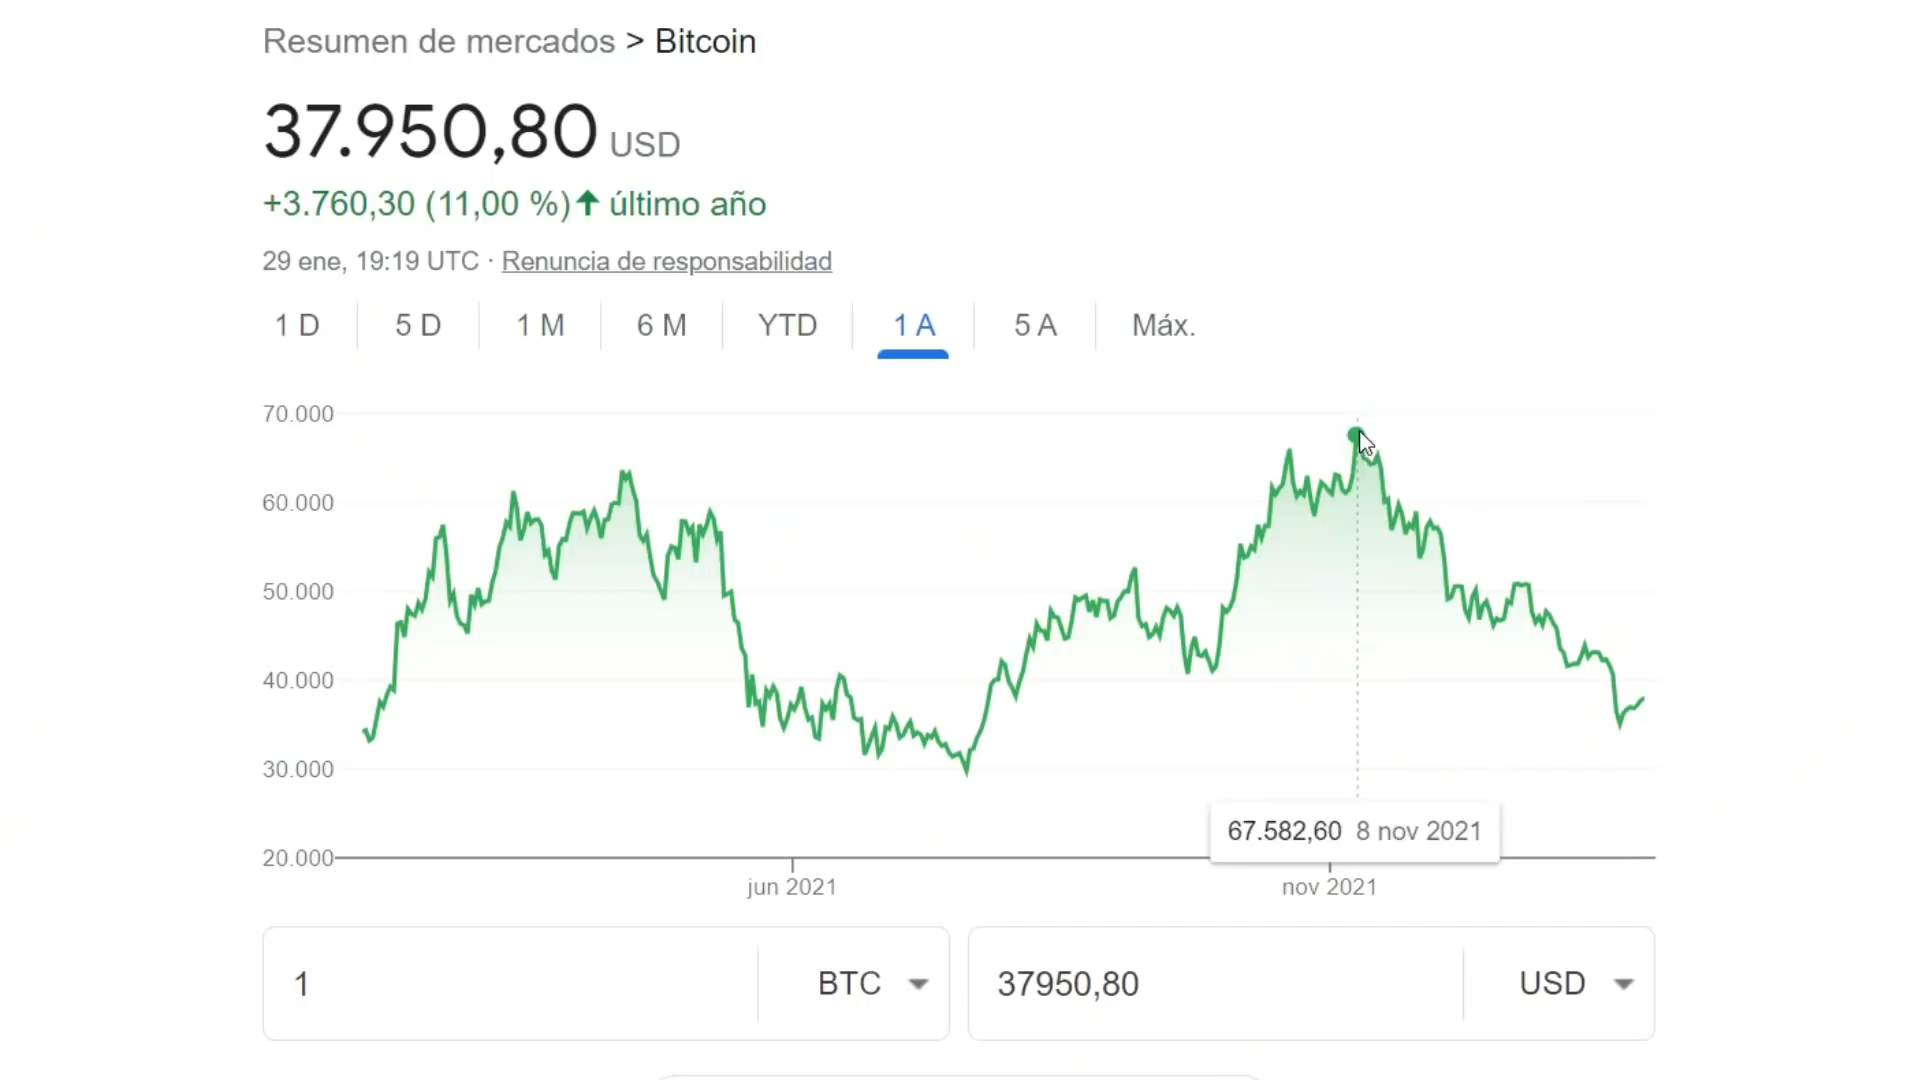 Resumen de mercados > Bitcoin
37.950,80 USD
+3.760,30 (11,00 %)↑ último año
29 ene, 19:19 UTC · Renuncia de responsabilidad
1 D 5 D 1 M 6 M YTD 1 A 5 A Máx.
70.000
60.000
50.000
40.000
30.000
20.000
67.582,60 8 nov 2021
jun 2021 nov 2021
1 BTC 37950,80 USD